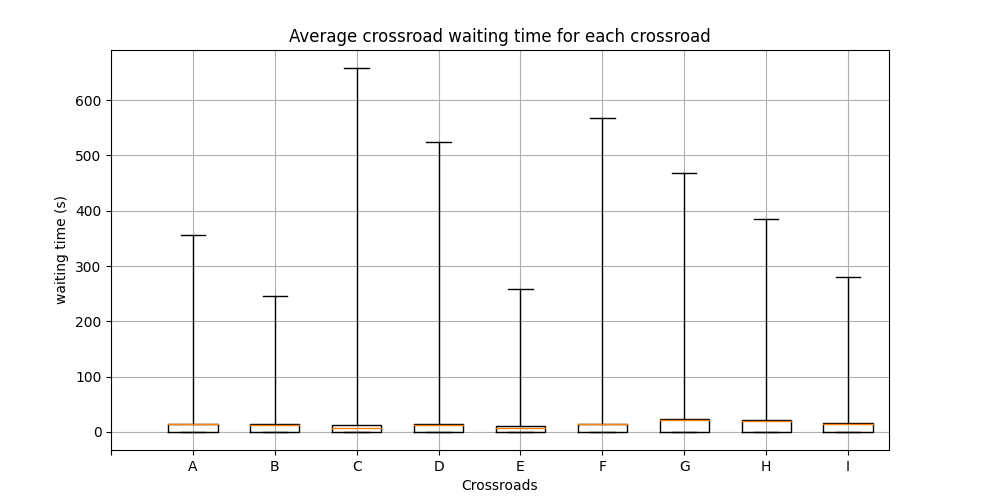 Average crossroad waiting time for each crossroad
600
500
400
300
200
100
0
waiting time (s)
A B C D E F G H I
Crossroads